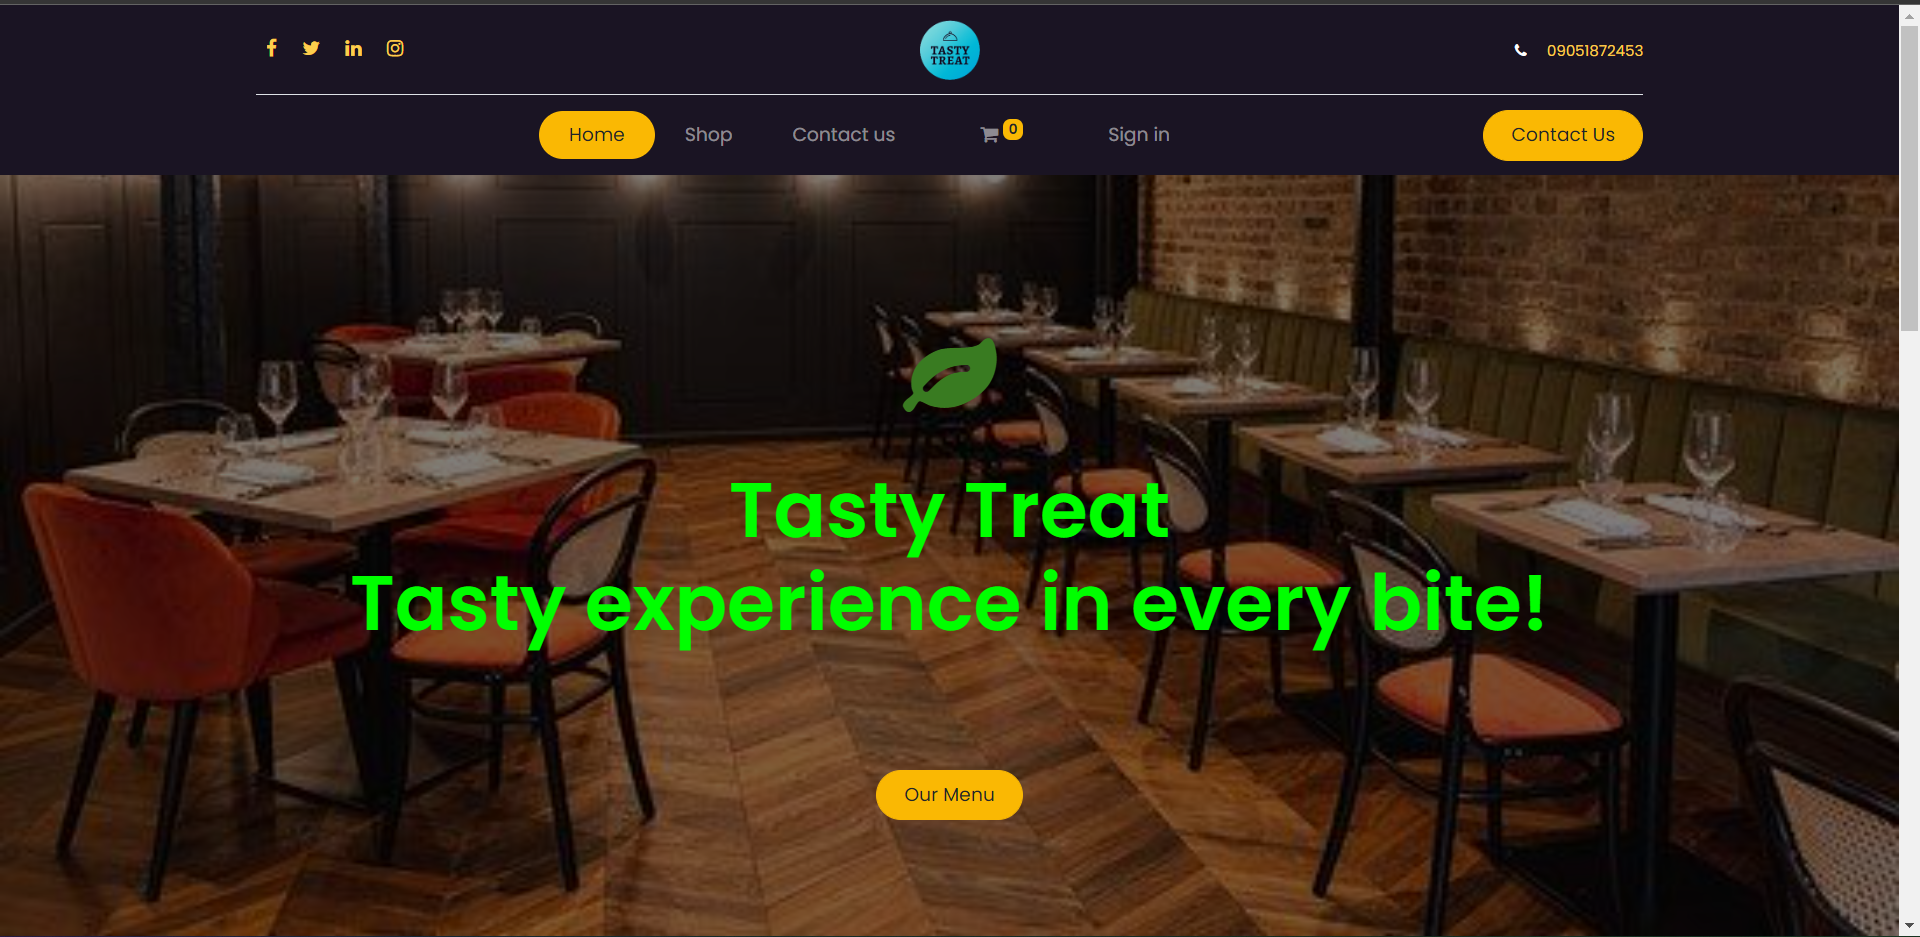 TASTY
TREAT
09051872453
Home
Shop
Contact us
0
Sign in
Contact Us
Tasty Treat
Tasty experience in every bite!
Our Menu